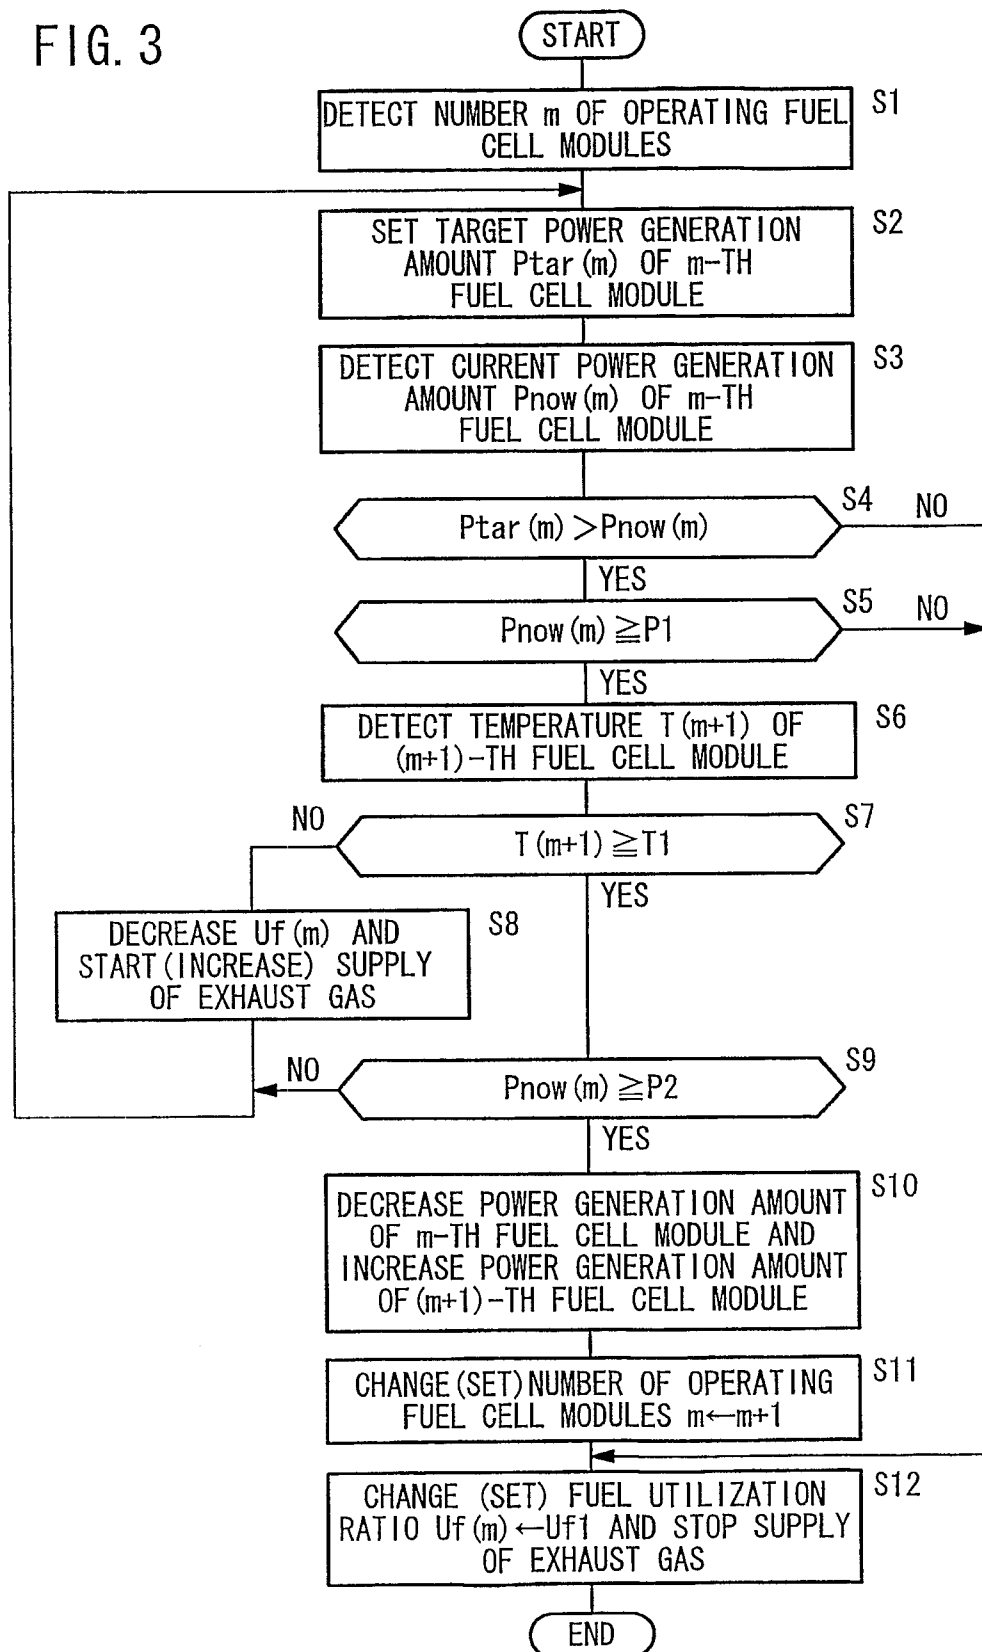 FIG. 3
START
S1
DETECT NUMBER m OF OPERATING FUEL
CELL MODULES
S2
SET TARGET POWER GENERATION
AMOUNT Ptar(m) OF m-TH
FUEL CELL MODULE
S3
DETECT CURRENT POWER GENERATION
AMOUNT Pnow(m) OF m-TH
FUEL CELL MODULE
S4
NO
Ptar(m) >Pnow(m)
YES
S5
NO
Pnow(m) ≧P1
YES
S6
DETECT TEMPERATURE T(m+1) OF
(m+1)-TH FUEL CELL MODULE
S7
NO
T(m+1) ≧T1
YES
S8
DECREASE Uf(m) AND
START(INCREASE) SUPPLY
OF EXHAUST GAS
S9
NO
Pnow(m) ≧P2
YES
S10
DECREASE POWER GENERATION AMOUNT
OF m-TH FUEL CELL MODULE AND
INCREASE POWER GENERATION AMOUNT
OF(m+1)-TH FUEL CELL MODULE
S11
CHANGE(SET)NUMBER OF OPERATING
FUEL CELL MODULES m←m+1
S12
CHANGE (SET) FUEL UTILIZATION
RATIO Uf(m)←Uf1 AND STOP SUPPLY
OF EXHAUST GAS
END